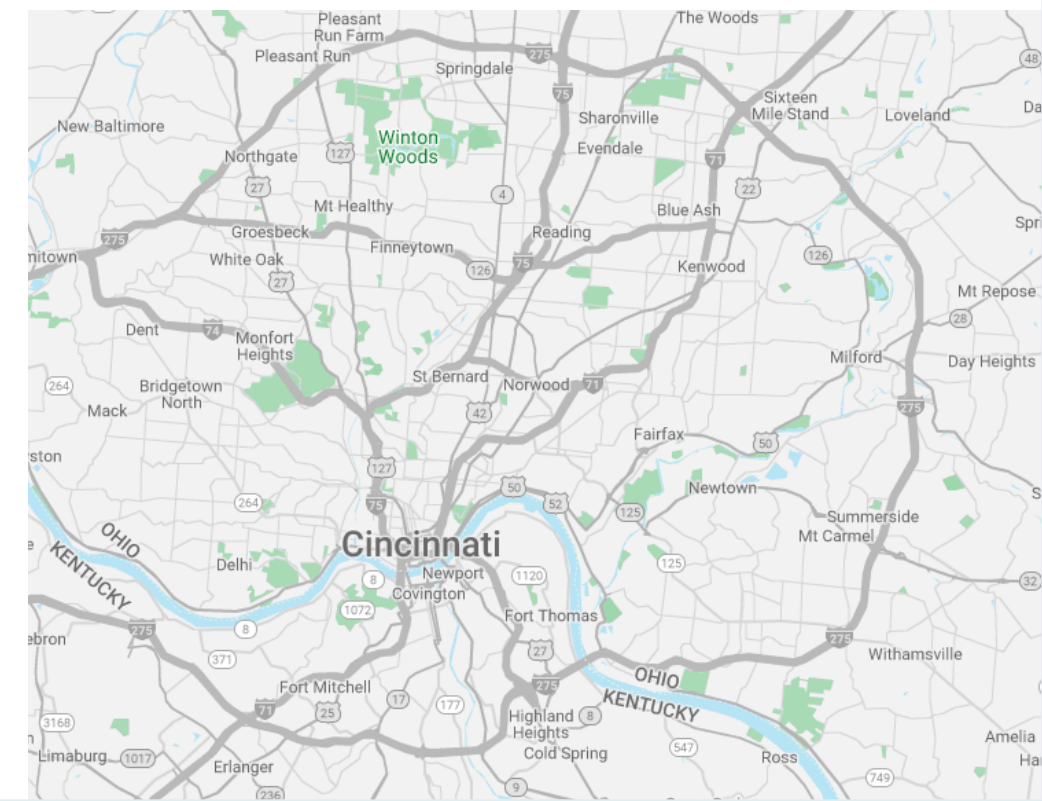 Pleasant
Run Farm
The Woods
Pleasant Run
275
Springdale
48
75
Sixteen
Mile Stand
Sharonville
Loveland
Da
New Baltimore
Winton
Woods
Evendale
Northgate
127
71
27
4
22
Mt Healthy
Blue Ash
Groesbeck
Reading
Spri
275
Finneytown
mitown
White Oak
126
75
Kenwood
126
27
Mt Repose
28
Dent
74
Monfort
Heights
Milford
Day Heights
264
Bridgetown
North
St Bernard
Norwood
71
Mack
42
275
Fairfax
50
rston
127
Newtown
264
75
50
52
125
Summerside
Mt Carmel
OHIO
KENTUCKY
Cincinnati
Delhi
8
Newport
1120
125
32
Covington
1072
Fort Thomas
8
275
ebron
27
275
Withamsville
371
OHIO
KENTUCKY
Fort Mitchell
275
71
25
17
177
3168
Highland
Heights
8
Amelia
Limaburg
1017
Cold Spring
547
Ross
Erlanger
749
Ha
236
9